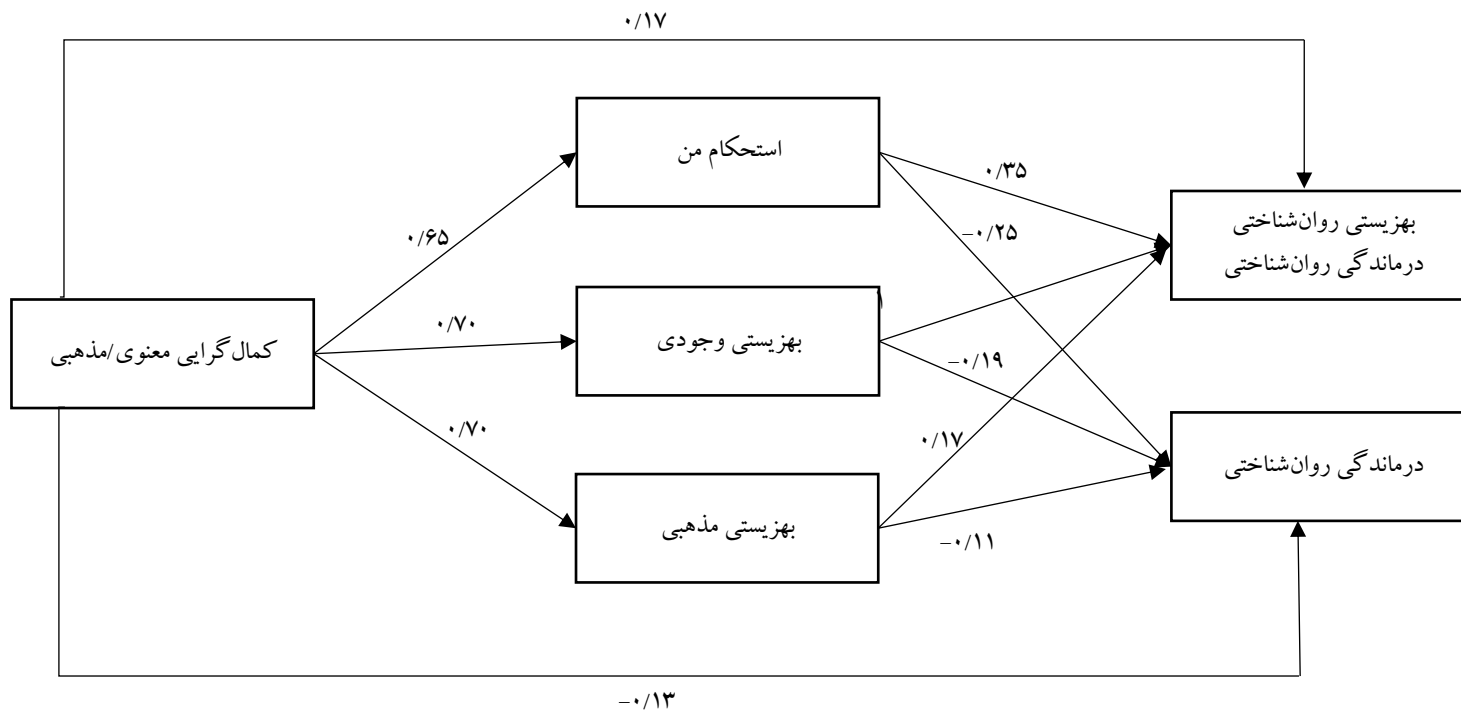 ۰/۱۷
استحکام من
۰/۳۵
بهزیستی روان‌شناختی
درماندگی روان‌شناختی
−۰/۲۵
۰/۶۵
بهزیستی وجودی
کمال‌گرایی معنوی/مذهبی
۰/۷۰
−۰/۱۹
۰/۷۰
۰/۱۷
درماندگی روان‌شناختی
بهزیستی مذهبی
−۰/۱۱
−۰/۱۳